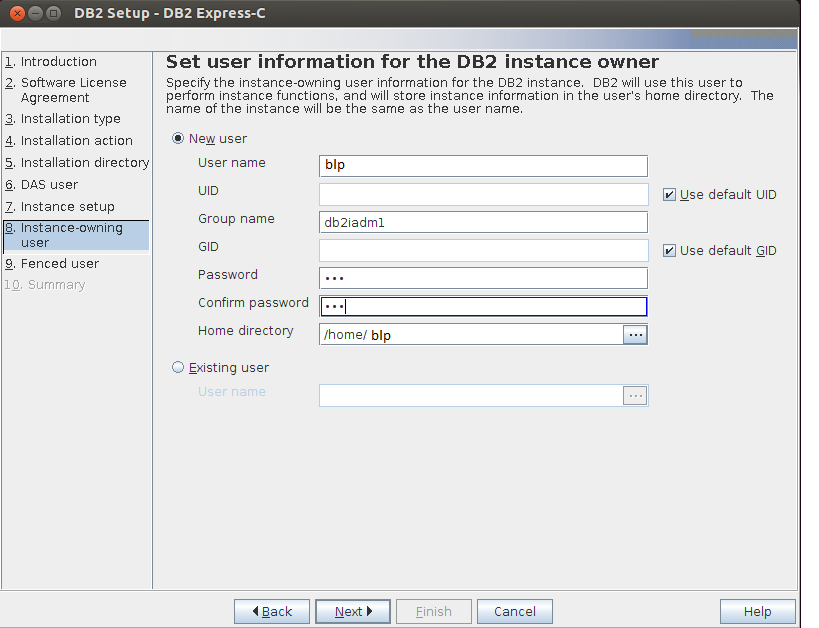 DB2 Setup - DB2 Express-C
1. Introduction
2. Software License
Agreement
3. Installation type
4. Installation action
5. Installation directory
6. DAS user
7. Instance setup
8. Instance-owning
user
9. Fenced user
10. Summary
Set user information for the DB2 instance owner
Specify the instance-owning user information for the DB2 instance. DB2 will use this user to
perform instance functions, and will store instance information in the user's home directory. The
name of the instance will be the same as the user name.
New user
User name blp
UID Use default UID
Group name db2iadm1
GID Use default GID
Password •••
Confirm password •••
Home directory /home/ blp ...
Existing user
User name ...
Back Next Finish Cancel Help